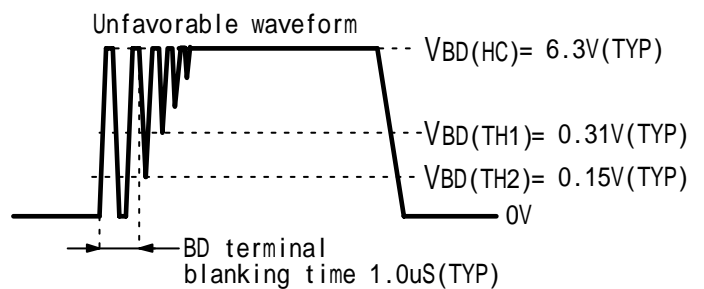 Unfavorable waveform
VBD(HC)= 6.3V(TYP)
VBD(TH1)= 0.31V(TYP)
VBD(TH2)= 0.15V(TYP)
0V
BD terminal
blanking time 1.0uS(TYP)